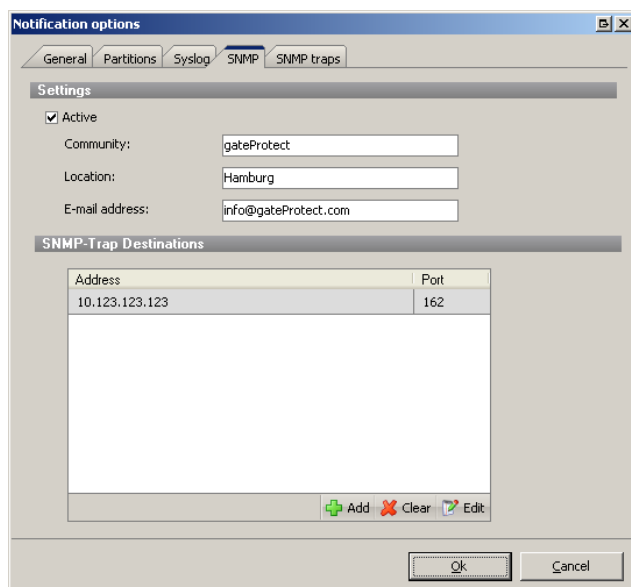 Notification options
General Partitions Syslog SNMP SNMP traps
Settings
Active
Community: gateProtect
Location: Hamburg
E-mail address: info@gateProtect.com
SNMP-Trap Destinations
Address Port
10.123.123.123 162
Add Clear Edit
Ok Cancel